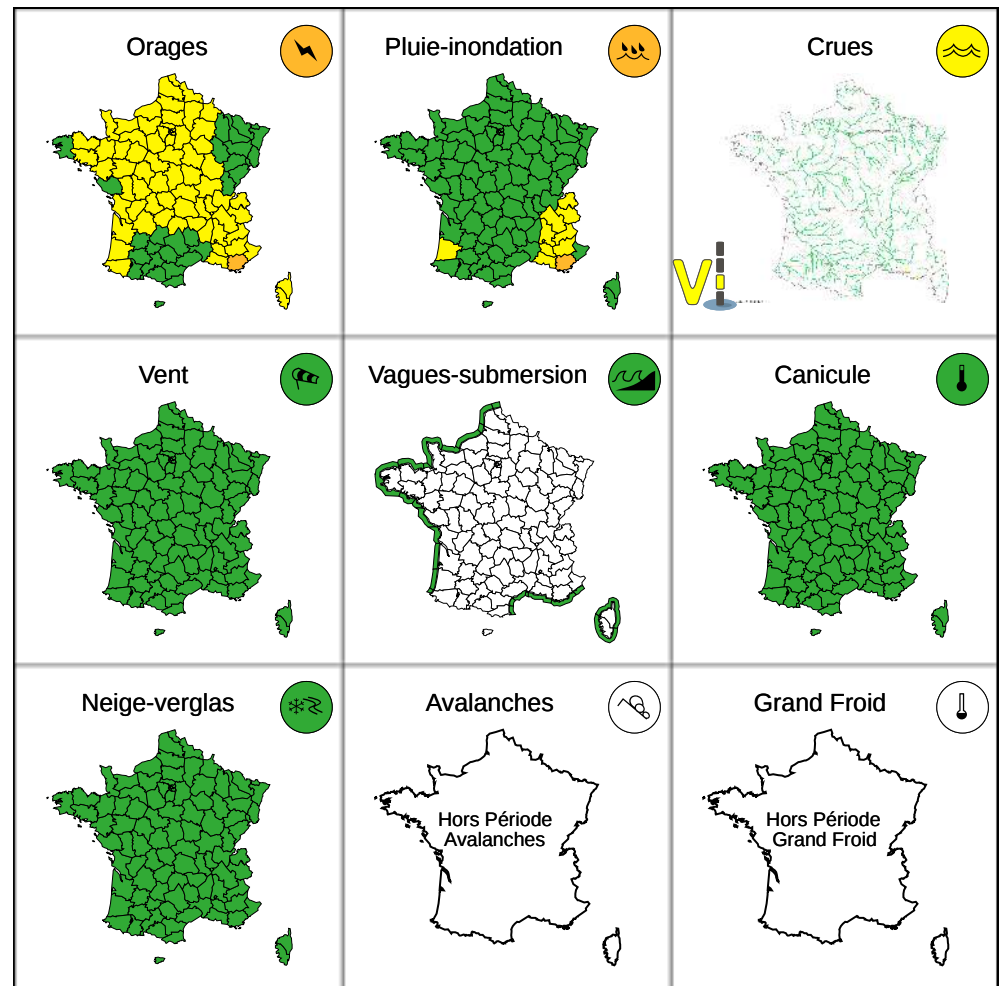 Orages
Pluie-inondation
Crues
Vi
Vent
Vagues-submersion
Canicule
Neige-verglas
Avalanches
Grand Froid
Hors Période
Avalanches
Hors Période
Grand Froid